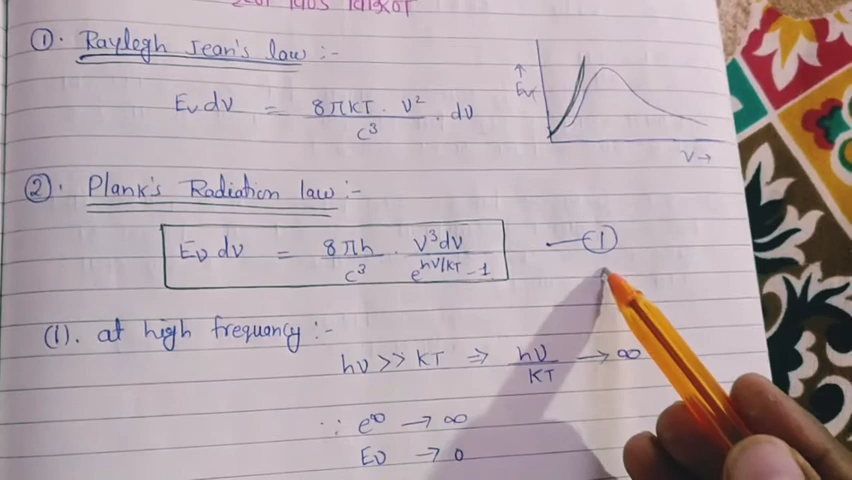 ①. Raylegh Jean's law :-
Eν dν = 8πKT · ν² / c³ · dν
↑ Eν
ν→
②. Plank's Radiation law :-
Eν dν = 8πh / c³ · ν³dν / e^hν/KT - 1 —①
(1). at high frequency :-
hν >> KT ⇒ hν / KT → ∞
∵ e^∞ → ∞
Eν → 0